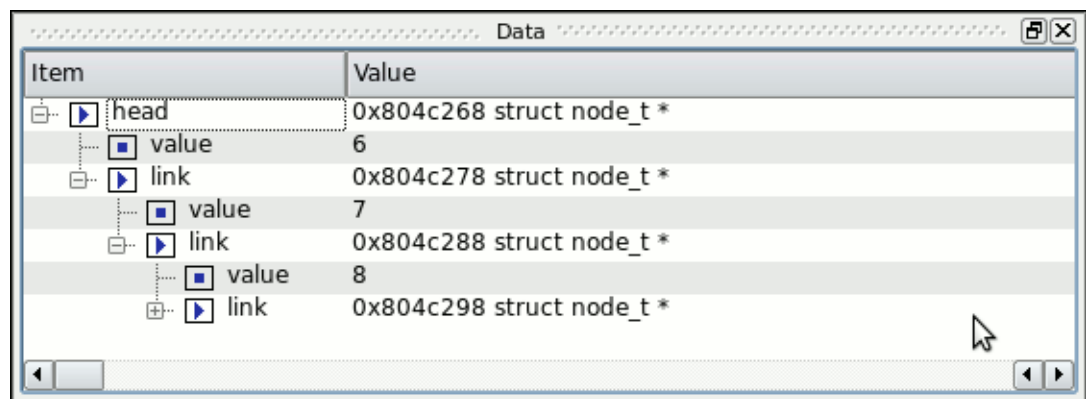 Data
Item Value
head 0x804c268 struct node_t *
value 6
link 0x804c278 struct node_t *
value 7
link 0x804c288 struct node_t *
value 8
link 0x804c298 struct node_t *